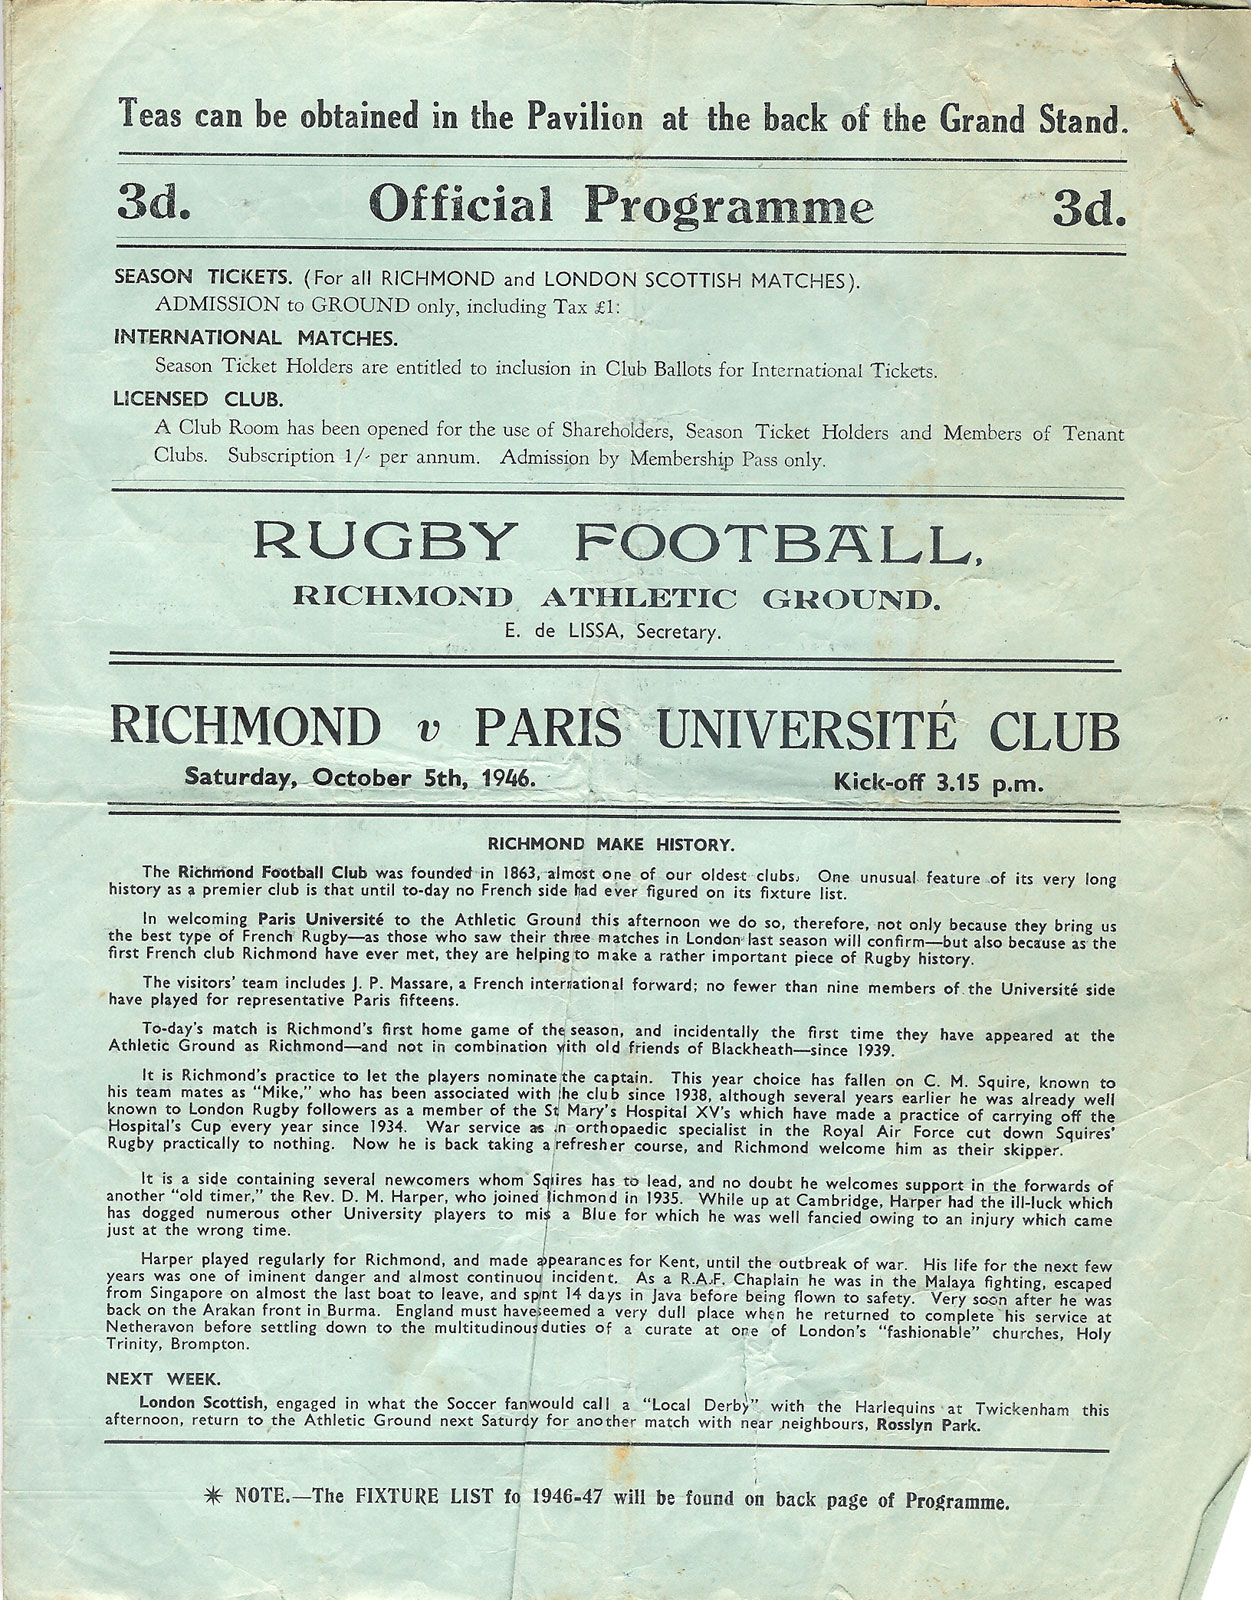 Teas can be obtained in the Pavilion at the back of the Grand Stand.
3d. Official Programme 3d.
SEASON TICKETS. (For all RICHMOND and LONDON SCOTTISH MATCHES).
ADMISSION to GROUND only, including Tax £1:
INTERNATIONAL MATCHES.
Season Ticket Holders are entitled to inclusion in Club Ballots for International Tickets.
LICENSED CLUB.
A Club Room has been opened for the use of Shareholders, Season Ticket Holders and Members of Tenant
Clubs. Subscription 1/- per annum. Admission by Membership Pass only.
RUGBY FOOTBALL,
RICHMOND ATHLETIC GROUND.
E. de LISSA, Secretary.
RICHMOND v PARIS UNIVERSITÉ CLUB
Saturday, October 5th, 1946. Kick-off 3.15 p.m.
RICHMOND MAKE HISTORY.
The Richmond Football Club was founded in 1863, almost one of our oldest clubs. One unusual feature of its very long
history as a premier club is that until to-day no French side had ever figured on its fixture list.
In welcoming Paris Université to the Athletic Ground this afternoon we do so, therefore, not only because they bring us
the best type of French Rugby—as those who saw their three matches in London last season will confirm—but also because as the
first French club Richmond have ever met, they are helping to make a rather important piece of Rugby history.
The visitors' team includes J. P. Massare, a French international forward; no fewer than nine members of the Université side
have played for representative Paris fifteens.
To-day's match is Richmond's first home game of the season, and incidentally the first time they have appeared at the
Athletic Ground as Richmond—and not in combination with old friends of Blackheath—since 1939.
It is Richmond's practice to let the players nominate the captain. This year choice has fallen on C. M. Squire, known to
his team mates as "Mike," who has been associated with the club since 1938, although several years earlier he was already well
known to London Rugby followers as a member of the St Mary's Hospital XV's which have made a practice of carrying off the
Hospital's Cup every year since 1934. War service as an orthopaedic specialist in the Royal Air Force cut down Squires'
Rugby practically to nothing. Now he is back taking a refresher course, and Richmond welcome him as their skipper.
It is a side containing several newcomers whom Squires has to lead, and no doubt he welcomes support in the forwards of
another "old timer," the Rev. D. M. Harper, who joined Richmond in 1935. While up at Cambridge, Harper had the ill-luck which
has dogged numerous other University players to mis a Blue for which he was well fancied owing to an injury which came
just at the wrong time.
Harper played regularly for Richmond, and made appearances for Kent, until the outbreak of war. His life for the next few
years was one of iminent danger and almost continuou incident. As a R.A.F. Chaplain he was in the Malaya fighting, escaped
from Singapore on almost the last boat to leave, and spent 14 days in Java before being flown to safety. Very soon after he was
back on the Arakan front in Burma. England must have seemed a very dull place when he returned to complete his service at
Netheravon before settling down to the multitudinous duties of a curate at one of London's "fashionable" churches, Holy
Trinity, Brompton.
NEXT WEEK.
London Scottish, engaged in what the Soccer fan would call a "Local Derby" with the Harlequins at Twickenham this
afternoon, return to the Athletic Ground next Saturdy for another match with near neighbours, Rosslyn Park.
✴ NOTE.—The FIXTURE LIST fo 1946-47 will be found on back page of Programme.